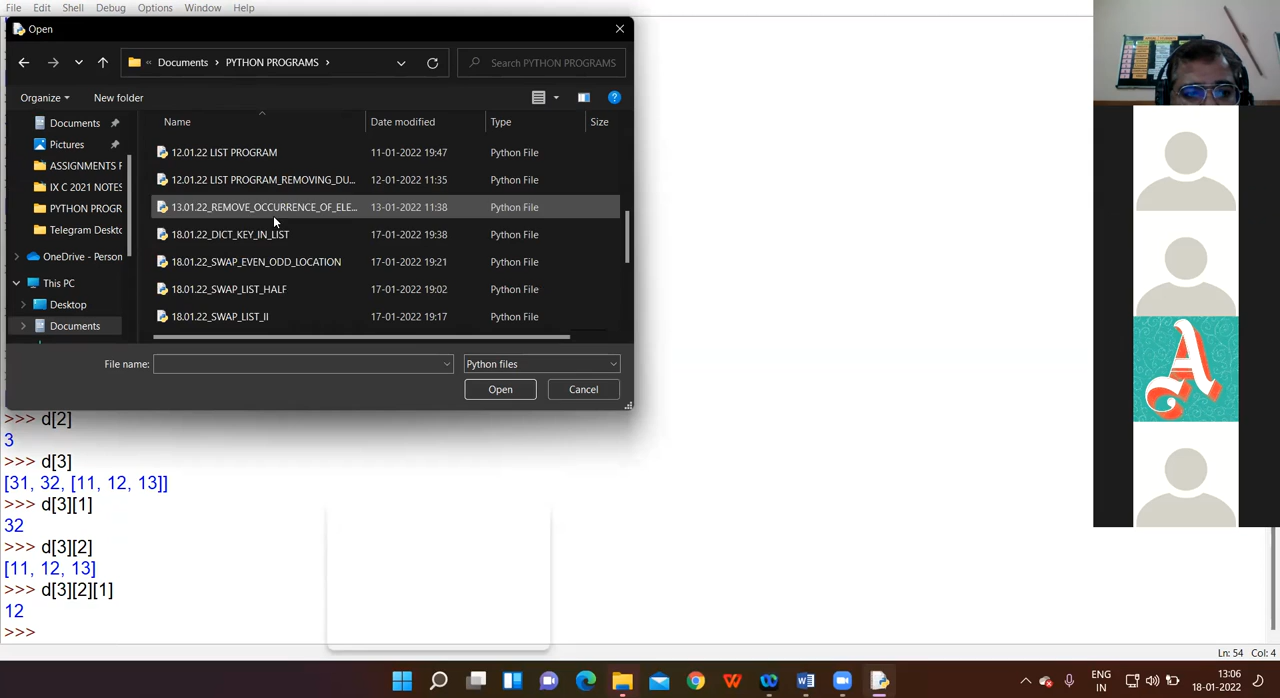 File Edit Shell Debug Options Window Help
Open
Documents PYTHON PROGRAMS
Search PYTHON PROGRAMS
Organize New folder
Name Date modified Type Size
Documents
Pictures
ASSIGNMENTS F
IX C 2021 NOTES
PYTHON PROGR
Telegram Deskto
OneDrive - Person
This PC
Desktop
Documents
12.01.22 LIST PROGRAM 11-01-2022 19:47 Python File
12.01.22 LIST PROGRAM_REMOVING_DU... 12-01-2022 11:35 Python File
13.01.22_REMOVE_OCCURRENCE_OF_ELE... 13-01-2022 11:38 Python File
18.01.22_DICT_KEY_IN_LIST 17-01-2022 19:38 Python File
18.01.22_SWAP_EVEN_ODD_LOCATION 17-01-2022 19:21 Python File
18.01.22_SWAP_LIST_HALF 17-01-2022 19:02 Python File
18.01.22_SWAP_LIST_II 17-01-2022 19:17 Python File
File name: Python files
Open Cancel
>>> d[2]
3
>>> d[3]
[31, 32, [11, 12, 13]]
>>> d[3][1]
32
>>> d[3][2]
[11, 12, 13]
>>> d[3][2][1]
12
>>>
A
Ln: 54 Col: 4
ENG
IN
13:06
18-01-2022